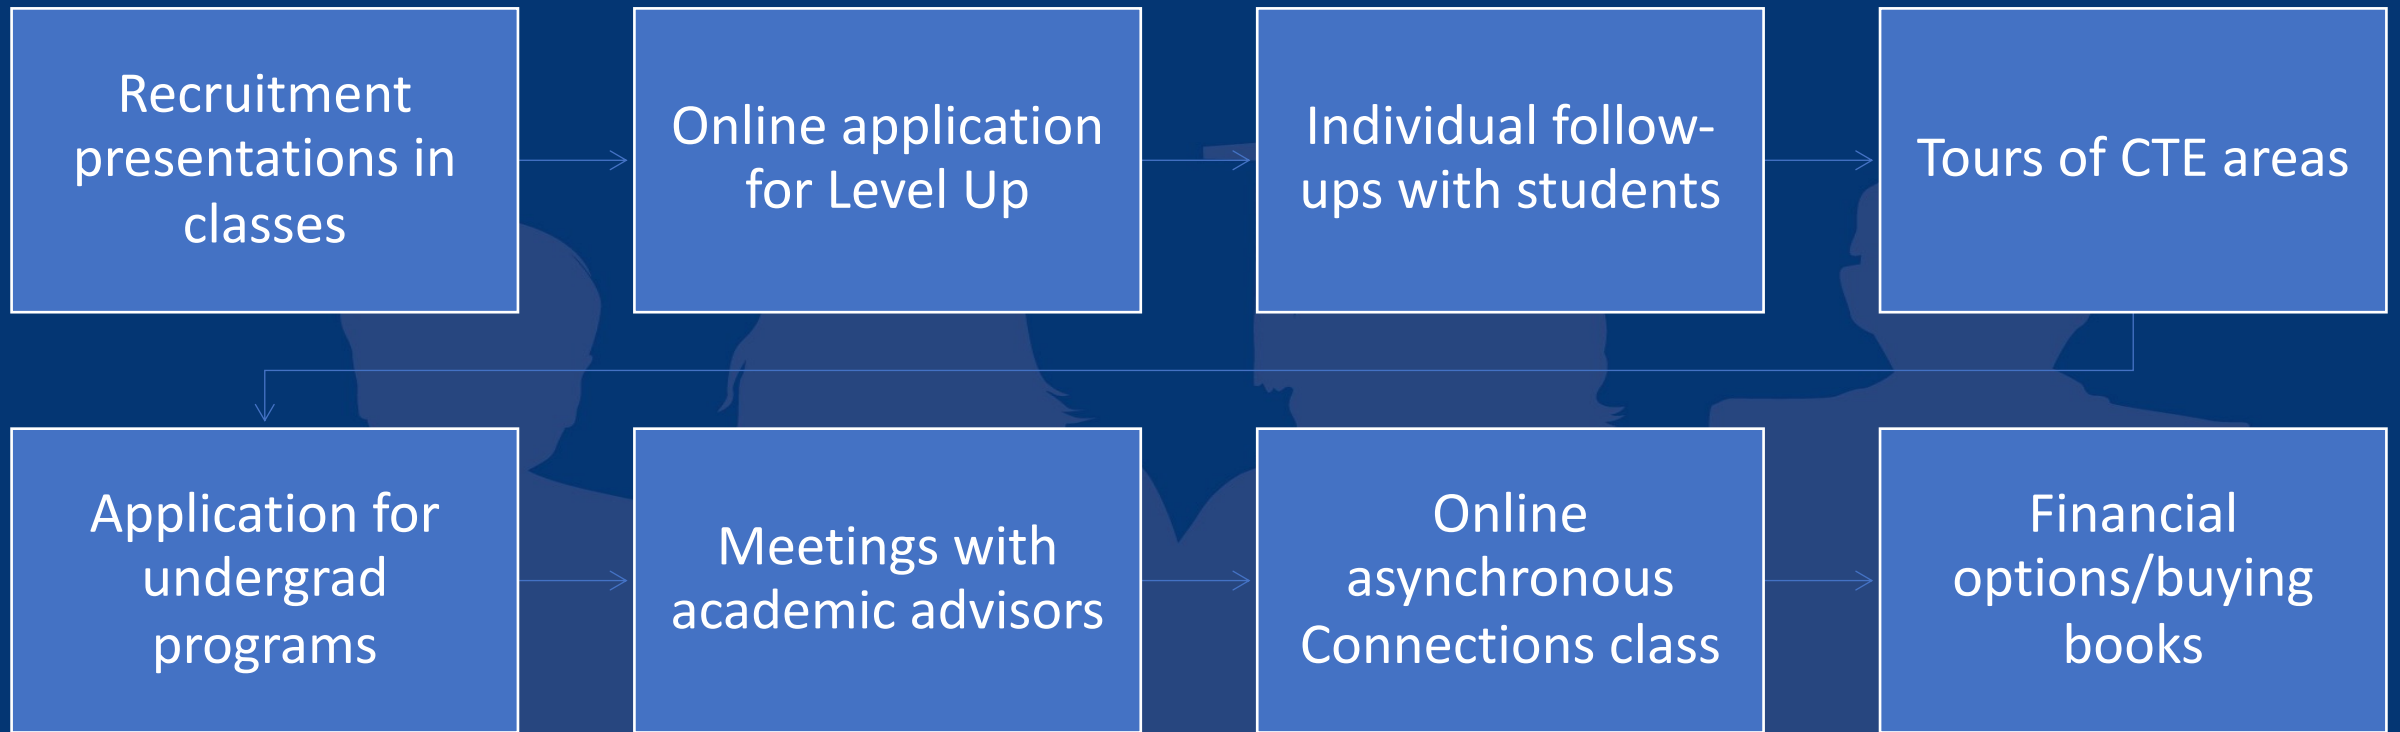 Recruitment
presentations in
classes
Online application
for Level Up
Individual follow-
ups with students
Tours of CTE areas
Application for
undergrad
programs
Meetings with
academic advisors
Online
asynchronous
Connections class
Financial
options/buying
books